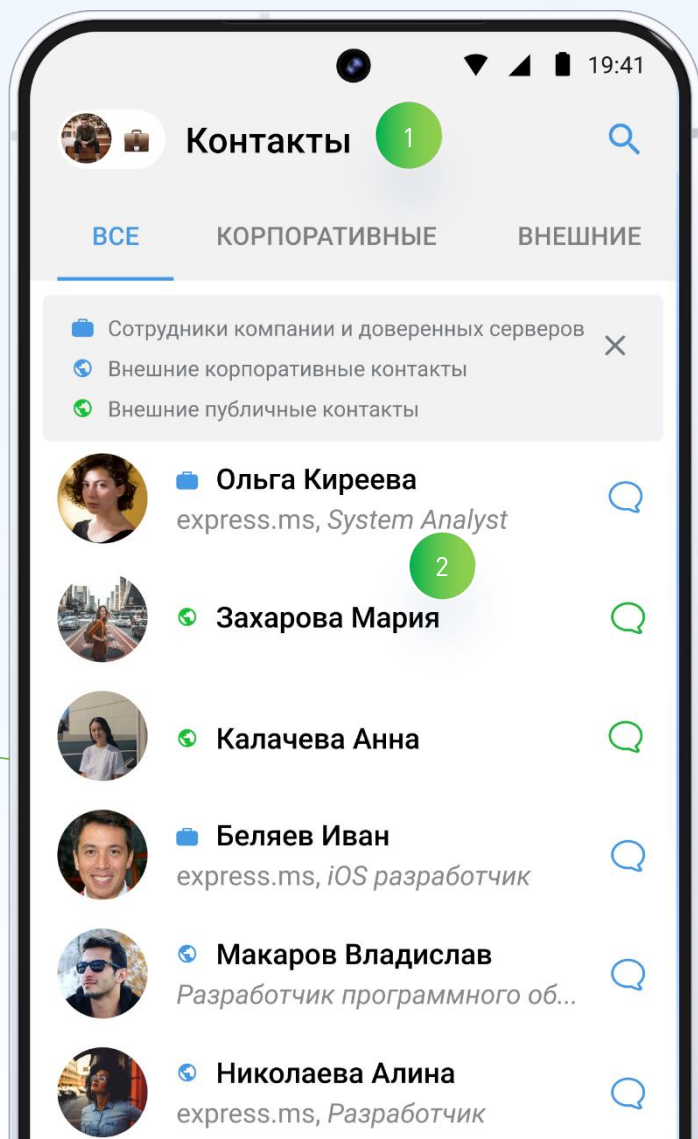 19:41
Контакты
1
ВСЕ КОРПОРАТИВНЫЕ ВНЕШНИЕ
Сотрудники компании и доверенных серверов
Внешние корпоративные контакты
Внешние публичные контакты
Ольга Киреева
express.ms, System Analyst
2
Захарова Мария
Калачева Анна
Беляев Иван
express.ms, iOS разработчик
Макаров Владислав
Разработчик программного об...
Николаева Алина
express.ms, Разработчик